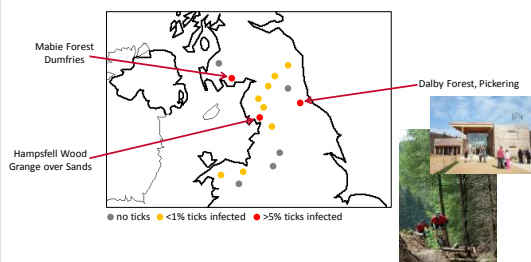 Mabie Forest
Dumfries
Dalby Forest, Pickering
Hampsfell Wood
Grange over Sands
no ticks <1% ticks infected >5% ticks infected